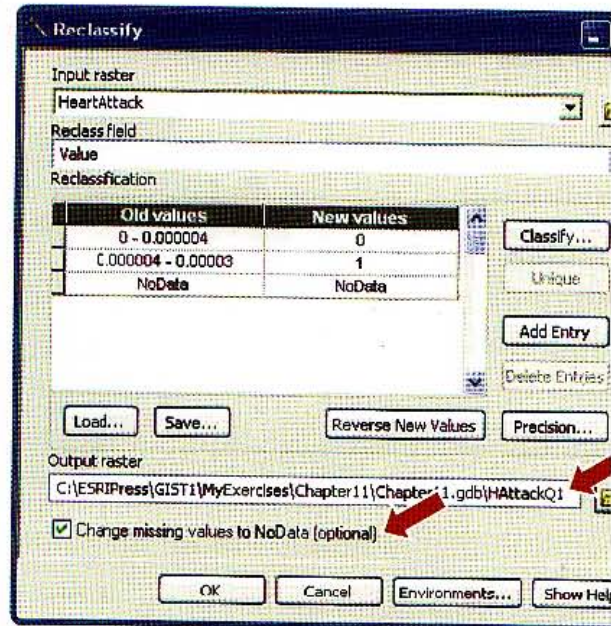 Reclassify
Input raster
HeartAttack
Reclass field
Value
Reclassification
Old values New values
0 - 0.000004 0
0.000004 - 0.00003 1
NoData NoData
Classify...
Unique
Add Entry
Delete Entries
Load... Save... Reverse New Values Precision...
Output raster
C:\ESRIPress\GIST1\MyExercises\Chapter11\Chapter11.gdb\HAttackQ1
Change missing values to NoData (optional)
OK Cancel Environments... Show Help